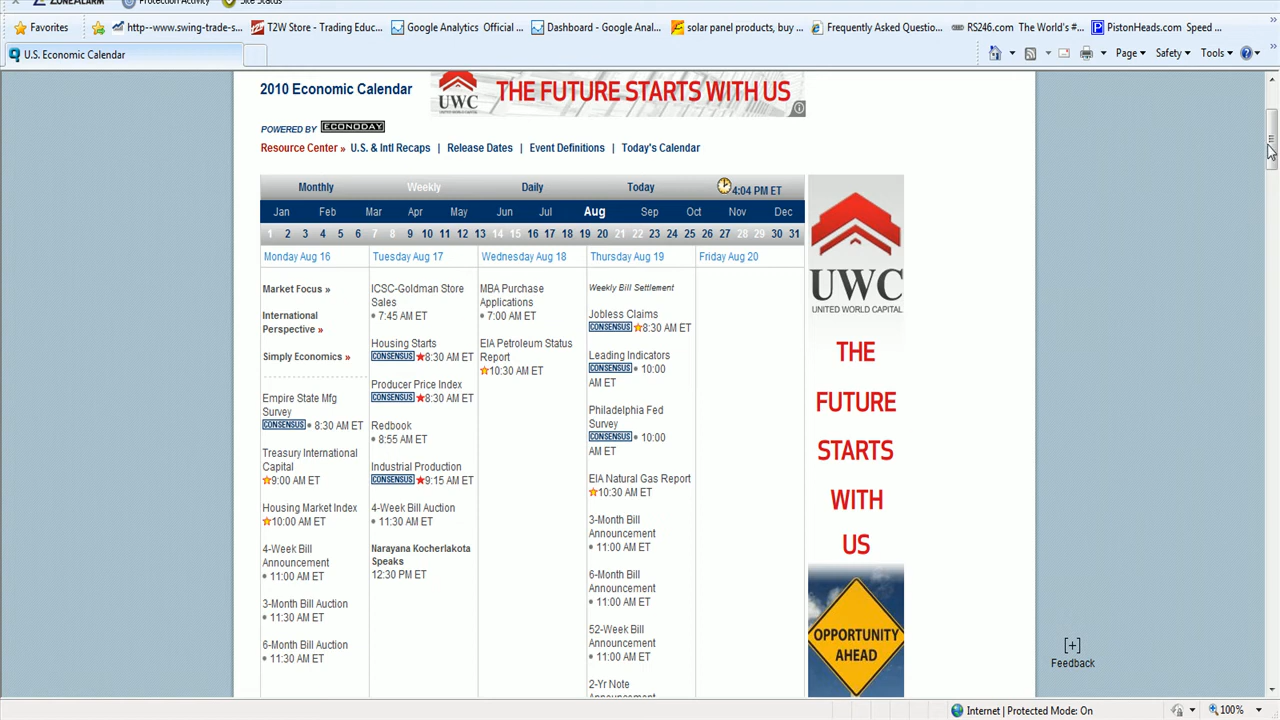 ZONEALARM Protection Activity Site Status
Favorites http--www.swing-trade-s... T2W Store - Trading Educ... Google Analytics Official ... Dashboard - Google Anal... solar panel products, buy ... Frequently Asked Questio... RS246.com The World's #... PistonHeads.com Speed ...
U.S. Economic Calendar
Page Safety Tools
2010 Economic Calendar
UWC THE FUTURE STARTS WITH US
POWERED BY ECONODAY
Resource Center » U.S. & Intl Recaps | Release Dates | Event Definitions | Today's Calendar
Monthly Weekly Daily Today 4:04 PM ET
Jan Feb Mar Apr May Jun Jul Aug Sep Oct Nov Dec
1 2 3 4 5 6 7 8 9 10 11 12 13 14 15 16 17 18 19 20 21 22 23 24 25 26 27 28 29 30 31
Monday Aug 16
Market Focus »
International
Perspective »
Simply Economics »
Empire State Mfg
Survey
CONSENSUS 8:30 AM ET
Treasury International
Capital
9:00 AM ET
Housing Market Index
10:00 AM ET
4-Week Bill
Announcement
11:00 AM ET
3-Month Bill Auction
11:30 AM ET
6-Month Bill Auction
11:30 AM ET
Tuesday Aug 17
ICSC-Goldman Store
Sales
7:45 AM ET
Housing Starts
CONSENSUS 8:30 AM ET
Producer Price Index
CONSENSUS 8:30 AM ET
Redbook
8:55 AM ET
Industrial Production
CONSENSUS 9:15 AM ET
4-Week Bill Auction
11:30 AM ET
Narayana Kocherlakota
Speaks
12:30 PM ET
Wednesday Aug 18
MBA Purchase
Applications
7:00 AM ET
EIA Petroleum Status
Report
10:30 AM ET
Thursday Aug 19
Weekly Bill Settlement
Jobless Claims
CONSENSUS 8:30 AM ET
Leading Indicators
CONSENSUS 10:00
AM ET
Philadelphia Fed
Survey
CONSENSUS 10:00
AM ET
EIA Natural Gas Report
10:30 AM ET
3-Month Bill
Announcement
11:00 AM ET
6-Month Bill
Announcement
11:00 AM ET
52-Week Bill
Announcement
11:00 AM ET
2-Yr Note
Announcement
Friday Aug 20
UWC
UNITED WORLD CAPITAL
THE
FUTURE
STARTS
WITH
US
OPPORTUNITY
AHEAD
[+]
Feedback
Internet | Protected Mode: On 100%